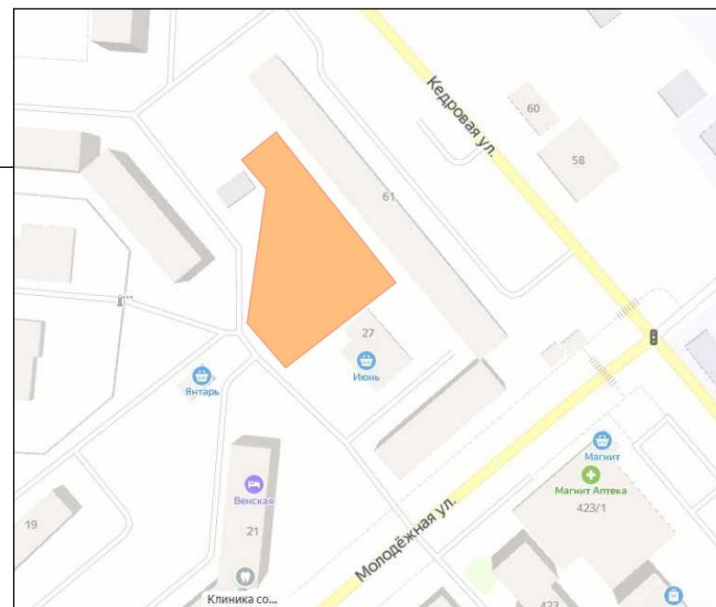 Кедровая ул.
60
58
61
27
Июнь
Янтарь
Магнит
Магнит Аптека
423/1
Венская
21
19
Молодёжная ул.
Клиника со...
423